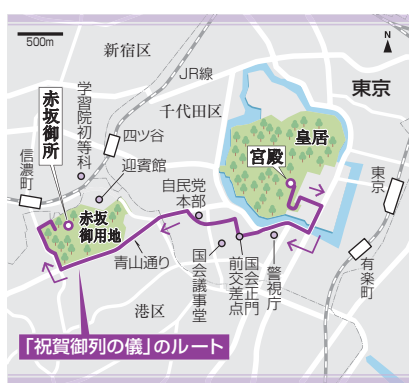 500m
N
新宿区
JR線
東京
学習院初等科
赤坂御所
千代田区
皇居
宮殿
四ツ谷
信濃町
迎賓館
自民党
本部
東京
赤坂
御用地
青山通り
国会議事堂
国会正門
前交差点
警視庁
有楽町
港区
「祝賀御列の儀」のルート